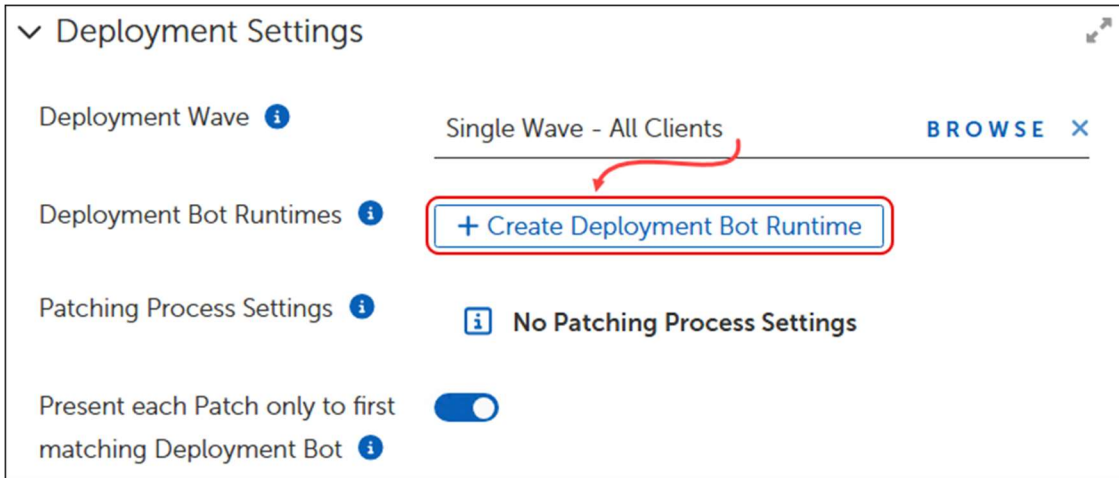 Deployment Settings
Deployment Wave
Single Wave - All Clients
BROWSE
Deployment Bot Runtimes
+ Create Deployment Bot Runtime
Patching Process Settings
No Patching Process Settings
Present each Patch only to first
matching Deployment Bot